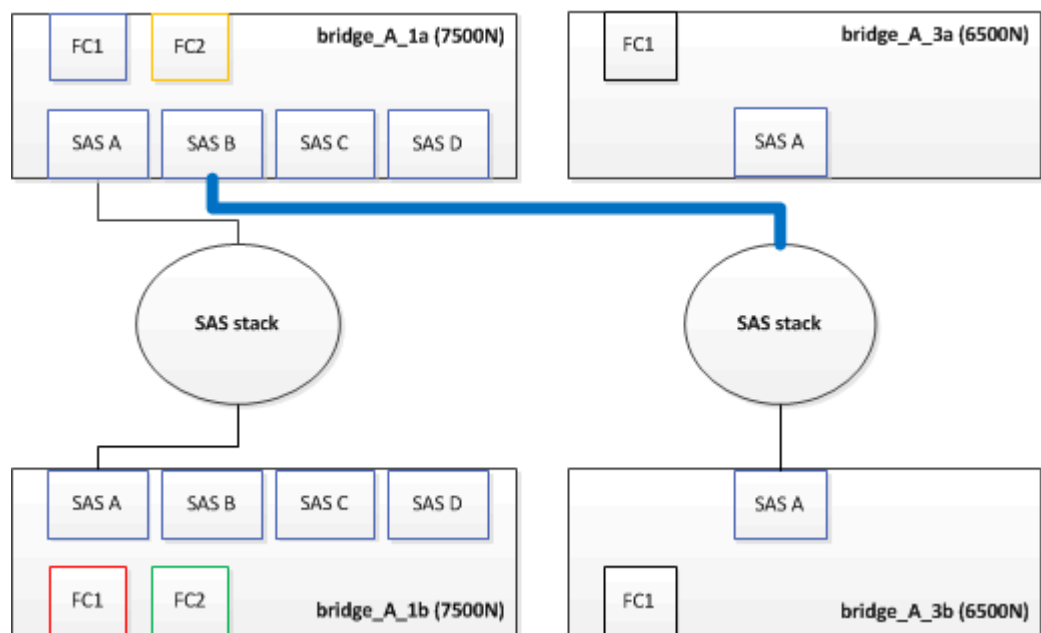 FC1
FC2
bridge_A_1a (7500N)
SAS A
SAS B
SAS C
SAS D
FC1
bridge_A_3a (6500N)
SAS A
SAS stack
SAS stack
SAS A
SAS B
SAS C
SAS D
FC1
FC2
bridge_A_1b (7500N)
SAS A
FC1
bridge_A_3b (6500N)